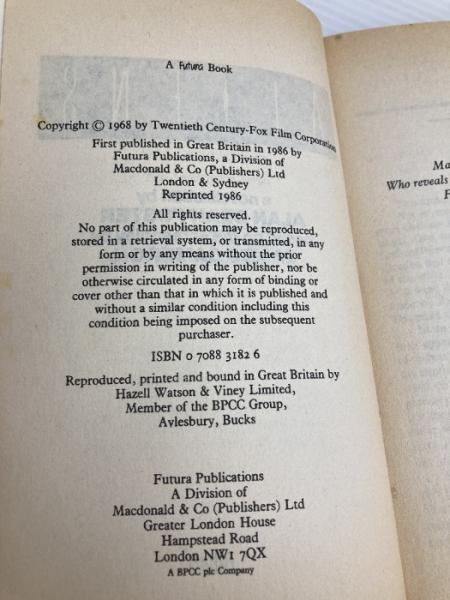 A Futura Book
Copyright © 1968 by Twentieth Century-Fox Film Corporation
First published in Great Britain in 1986 by
Futura Publications, a Division of
Macdonald & Co (Publishers) Ltd
London & Sydney
Reprinted 1986
All rights reserved.
No part of this publication may be reproduced,
stored in a retrieval system, or transmitted, in any
form or by any means without the prior
permission in writing of the publisher, nor be
otherwise circulated in any form of binding or
cover other than that in which it is published and
without a similar condition including this
condition being imposed on the subsequent
purchaser.
ISBN 0 7088 3182 6
Reproduced, printed and bound in Great Britain by
Hazell Watson & Viney Limited,
Member of the BPCC Group,
Aylesbury, Bucks
Futura Publications
A Division of
Macdonald & Co (Publishers) Ltd
Greater London House
Hampstead Road
London NW1 7QX
A BPCC plc Company
Ma
Who reveals
F